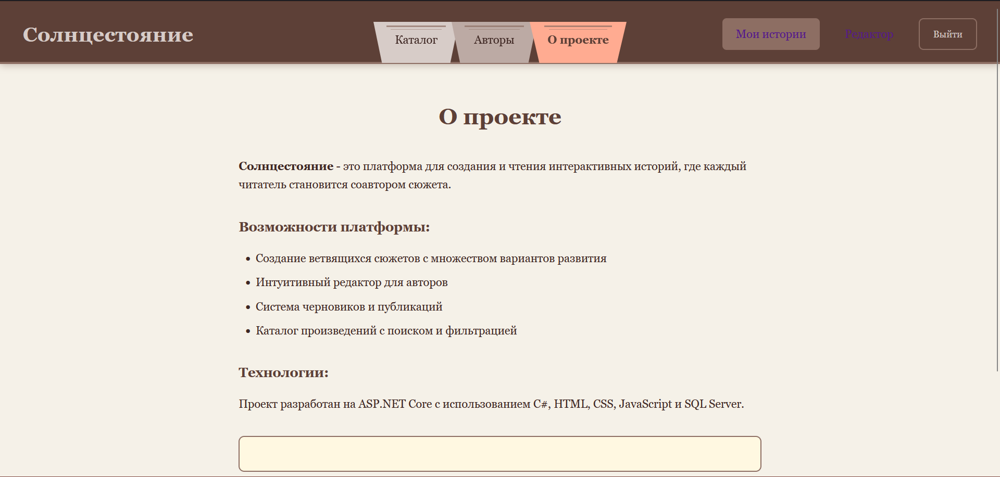 Солнцестояние
Каталог
Авторы
О проекте
Мои истории
Редактор
Выйти
О проекте
Солнцестояние - это платформа для создания и чтения интерактивных историй, где каждый
читатель становится соавтором сюжета.
Возможности платформы:
• Создание ветвящихся сюжетов с множеством вариантов развития
• Интуитивный редактор для авторов
• Система черновиков и публикаций
• Каталог произведений с поиском и фильтрацией
Технологии:
Проект разработан на ASP.NET Core с использованием C#, HTML, CSS, JavaScript и SQL Server.